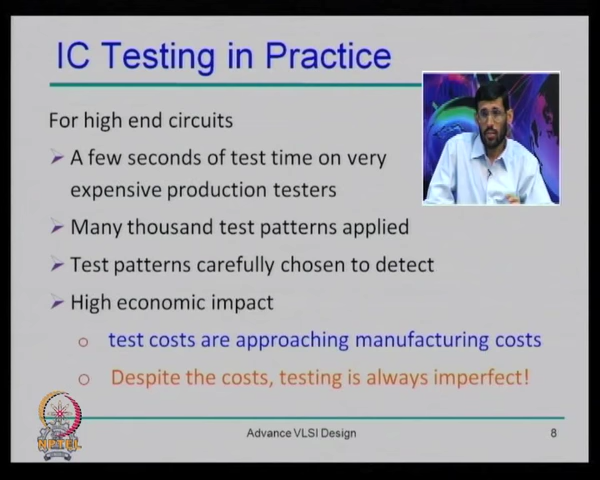 IC Testing in Practice
For high end circuits
A few seconds of test time on very
expensive production testers
Many thousand test patterns applied
Test patterns carefully chosen to detect
High economic impact
test costs are approaching manufacturing costs
Despite the costs, testing is always imperfect!
NPTEL
Advance VLSI Design
8